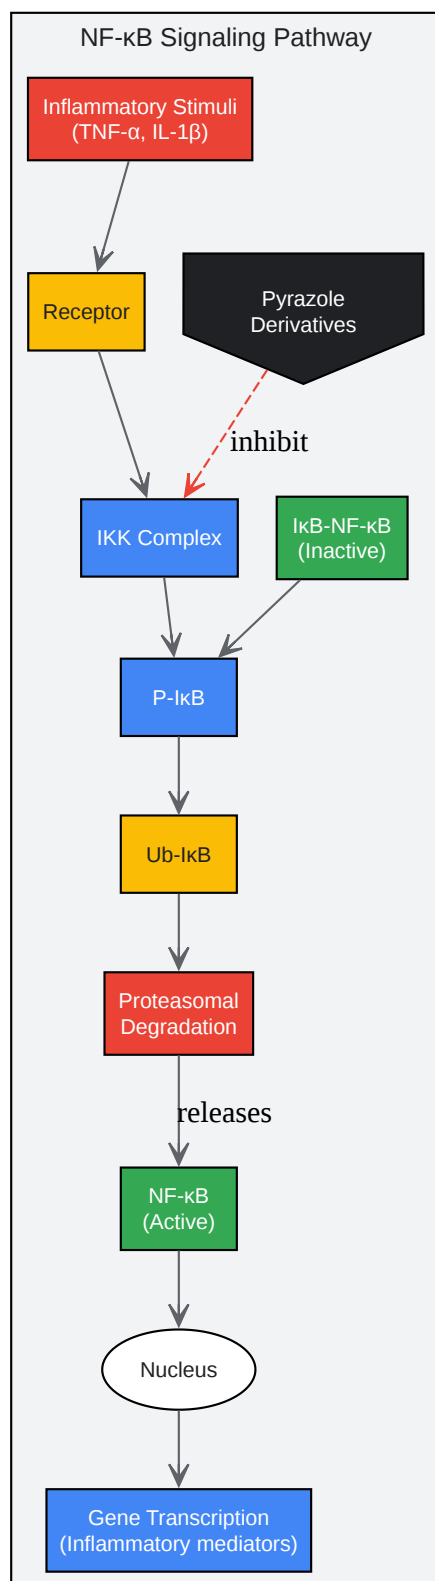 NF-κB Signaling Pathway
Inflammatory Stimuli
(TNF-α, IL-1β)
Receptor
Pyrazole
Derivatives
inhibit
IKK Complex
IκB-NF-κB
(Inactive)
P-IκB
Ub-IκB
Proteasomal
Degradation
releases
NF-κB
(Active)
Nucleus
Gene Transcription
(Inflammatory mediators)